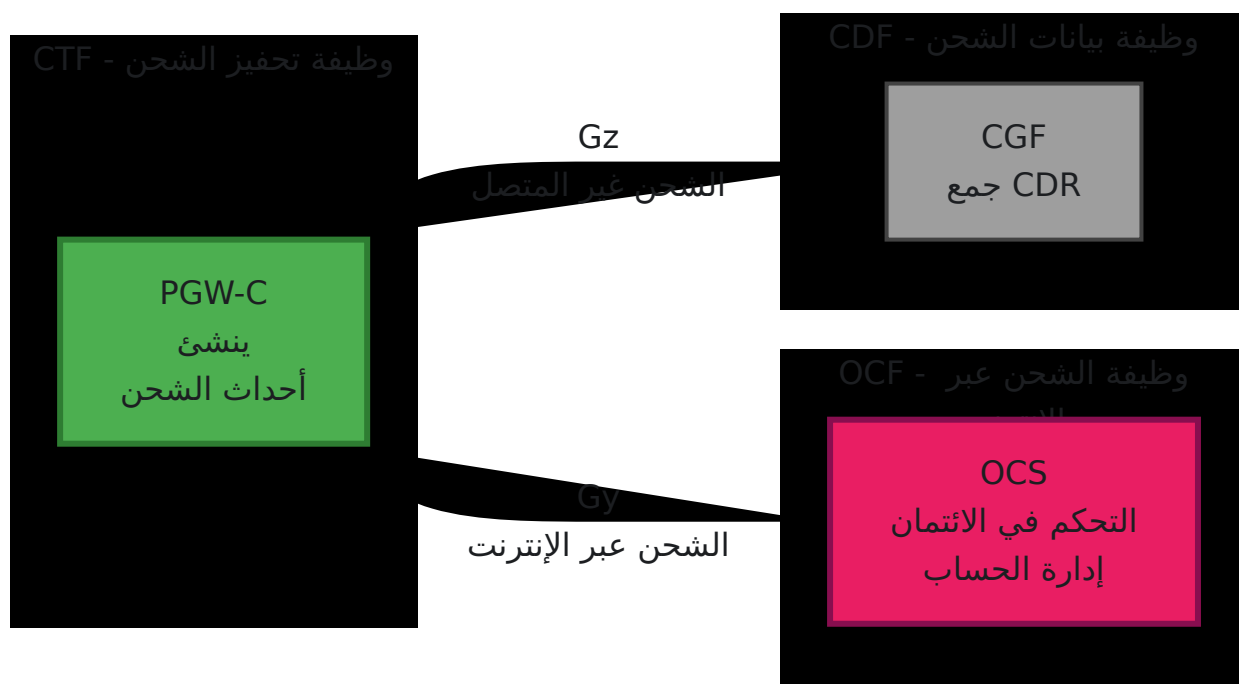 وظيفة تحفيز الشحن - CTF
PGW-C
ينشئ
أحداث الشحن
Gz
الشحن غير المتصل
وظيفة بيانات الشحن - CDF
CGF
جمع CDR
Gy
الشحن عبر الإنترنت
وظيفة الشحن عبر - OCF
OCS
التحكم في الائتمان
إدارة الحساب